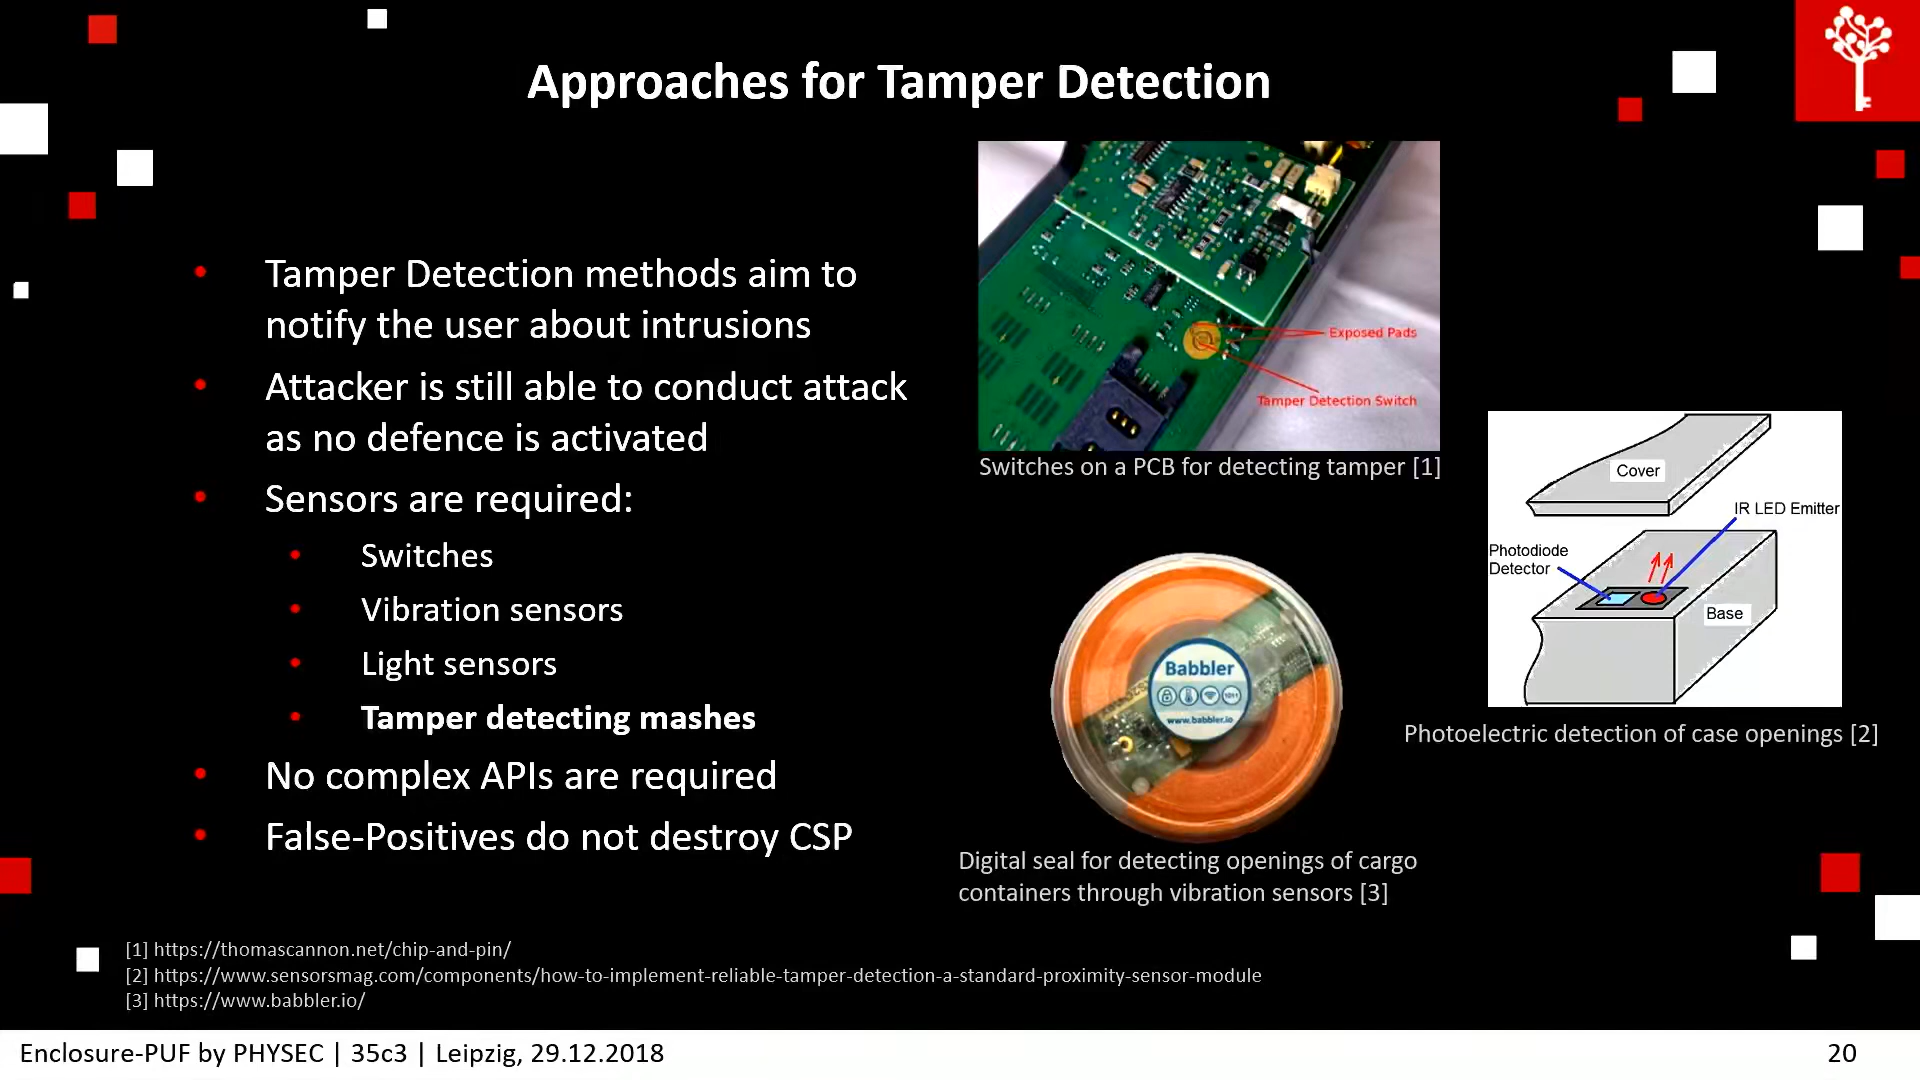 Approaches for Tamper Detection
Tamper Detection methods aim to
notify the user about intrusions
Attacker is still able to conduct attack
as no defence is activated
Sensors are required:
Switches
Vibration sensors
Light sensors
Tamper detecting mashes
No complex APIs are required
False-Positives do not destroy CSP
Exposed Pads
Tamper Detection Switch
Switches on a PCB for detecting tamper [1]
Cover
IR LED Emitter
Photodiode
Detector
Base
Photoelectric detection of case openings [2]
Babbler
www.babbler.io
Digital seal for detecting openings of cargo
containers through vibration sensors [3]
[1] https://thomascannon.net/chip-and-pin/
[2] https://www.sensorsmag.com/components/how-to-implement-reliable-tamper-detection-a-standard-proximity-sensor-module
[3] https://www.babbler.io/
Enclosure-PUF by PHYSEC | 35c3 | Leipzig, 29.12.2018
20